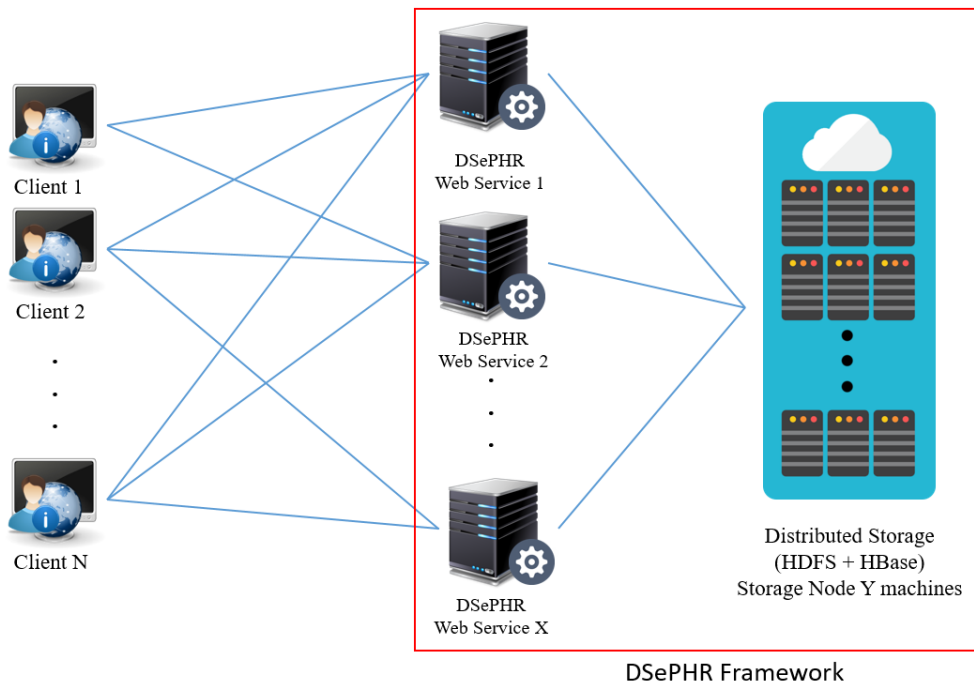 Client 1
Client 2
Client N
DSePHR
Web Service 1
DSePHR
Web Service 2
DSePHR
Web Service X
Distributed Storage
(HDFS + HBase)
Storage Node Y machines
DSePHR Framework